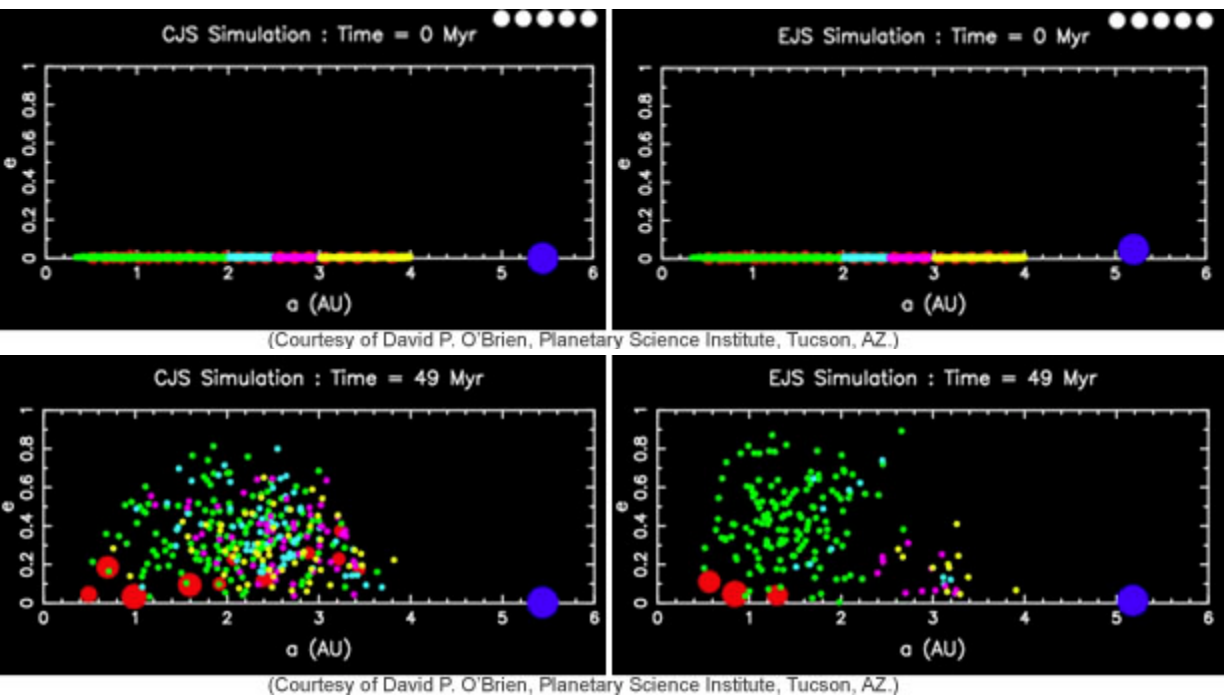 CJS Simulation : Time = 0 Myr
1
0.8
0.6
0.4
0.2
0
e
0 1 2 3 4 5 6
a (AU)
EJS Simulation : Time = 0 Myr
1
0.8
0.6
0.4
0.2
0
e
0 1 2 3 4 5 6
a (AU)
(Courtesy of David P. O'Brien, Planetary Science Institute, Tucson, AZ.)
CJS Simulation : Time = 49 Myr
1
0.8
0.6
0.4
0.2
0
e
0 1 2 3 4 5 6
a (AU)
EJS Simulation : Time = 49 Myr
1
0.8
0.6
0.4
0.2
0
e
0 1 2 3 4 5 6
a (AU)
(Courtesy of David P. O'Brien, Planetary Science Institute, Tucson, AZ.)